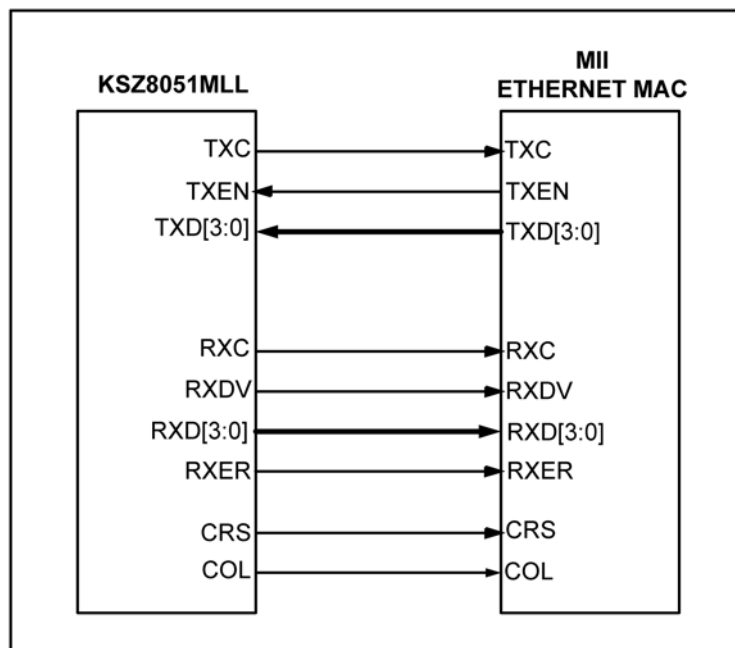 KSZ8051MLL
MII
ETHERNET MAC
TXC
TXC
TXEN
TXEN
TXD[3:0]
TXD[3:0]
RXC
RXC
RXDV
RXDV
RXD[3:0]
RXD[3:0]
RXER
RXER
CRS
CRS
COL
COL